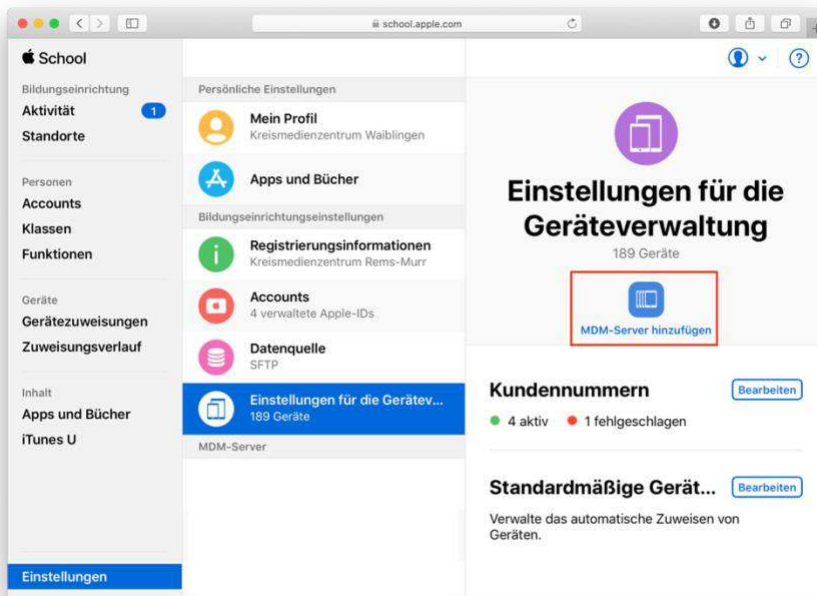 school.apple.com
School
Bildungseinrichtung
Aktivität 1
Standorte
Personen
Accounts
Klassen
Funktionen
Geräte
Gerätezuweisungen
Zuweisungsverlauf
Inhalt
Apps und Bücher
iTunes U
Einstellungen
Persönliche Einstellungen
Mein Profil
Kreismedienzentrum Waiblingen
Apps und Bücher
Bildungseinrichtungseinstellungen
Registrierungsinformationen
Kreismedienzentrum Rems-Murr
Accounts
4 verwaltete Apple-IDs
Datenquelle
SFTP
Einstellungen für die Gerätev...
189 Geräte
MDM-Server
Einstellungen für die
Geräteverwaltung
189 Geräte
MDM-Server hinzufügen
Kundennummern Bearbeiten
4 aktiv 1 fehlgeschlagen
Standardmäßige Gerät... Bearbeiten
Verwalte das automatische Zuweisen von
Geräten.